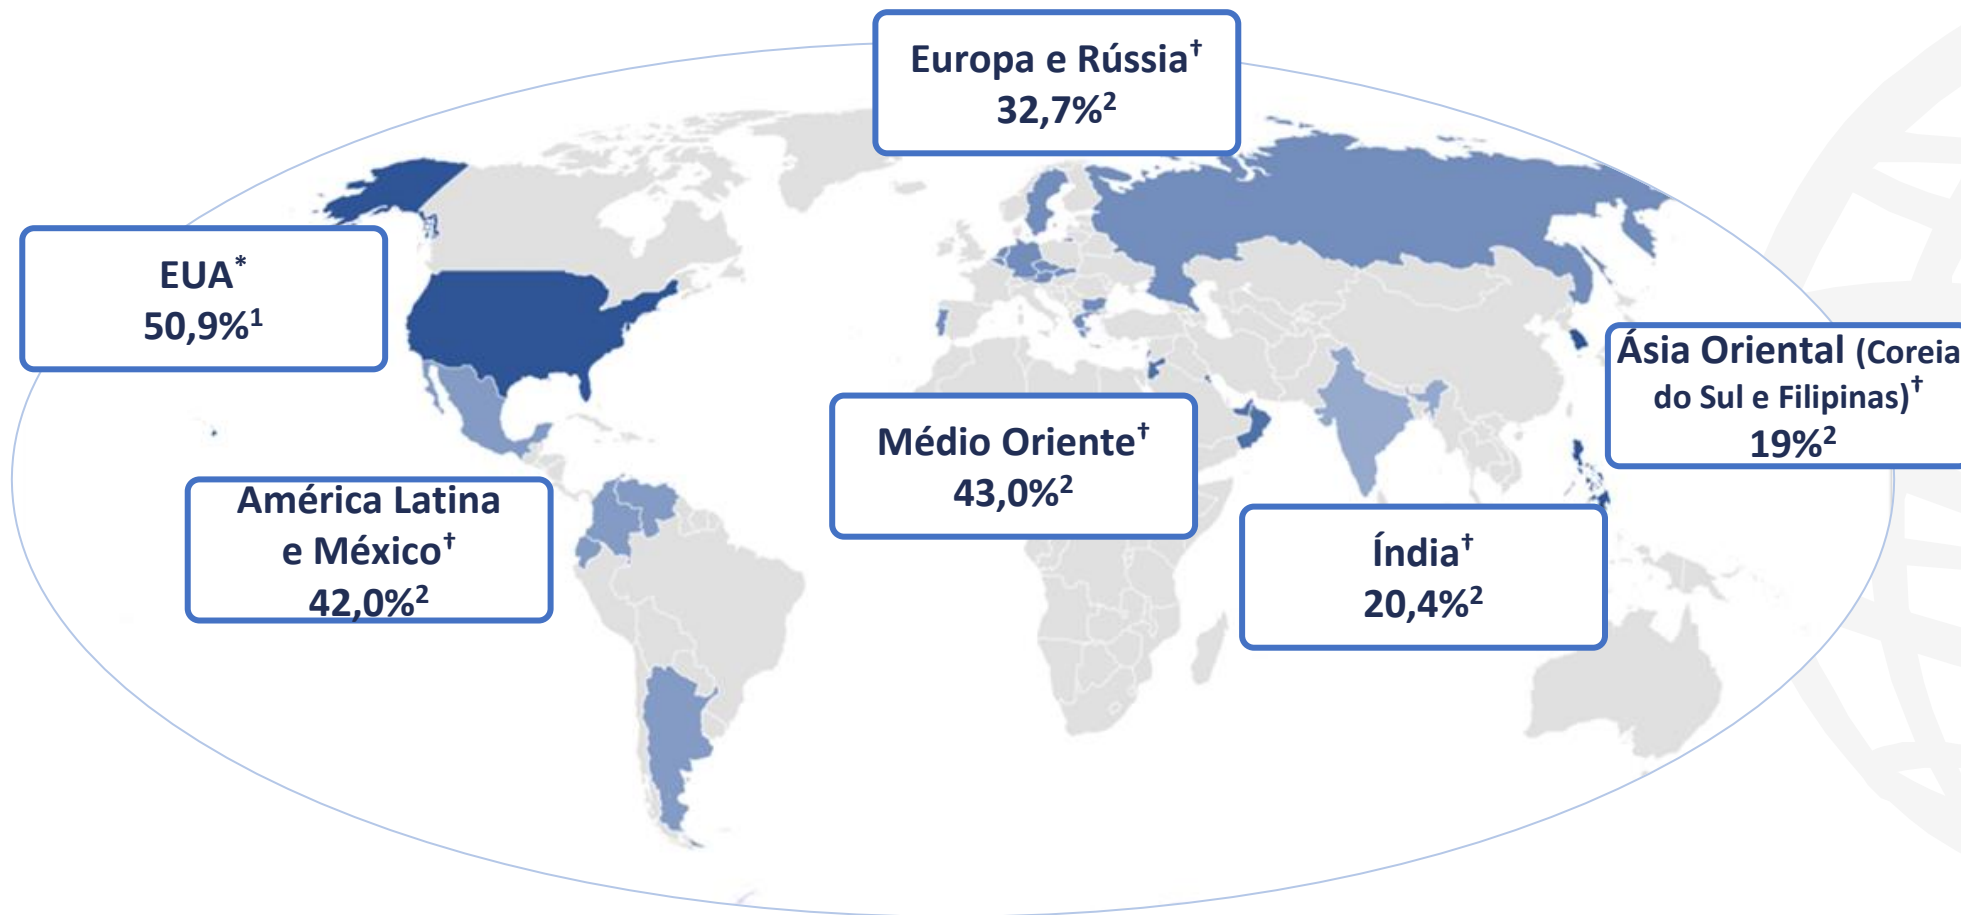 Europa e Rússia†
32,7%2
EUA*
50,9%1
Ásia Oriental (Coreia
do Sul e Filipinas)†
19%2
Médio Oriente†
43,0%2
América Latina
e México†
42,0%2
Índia†
20,4%2